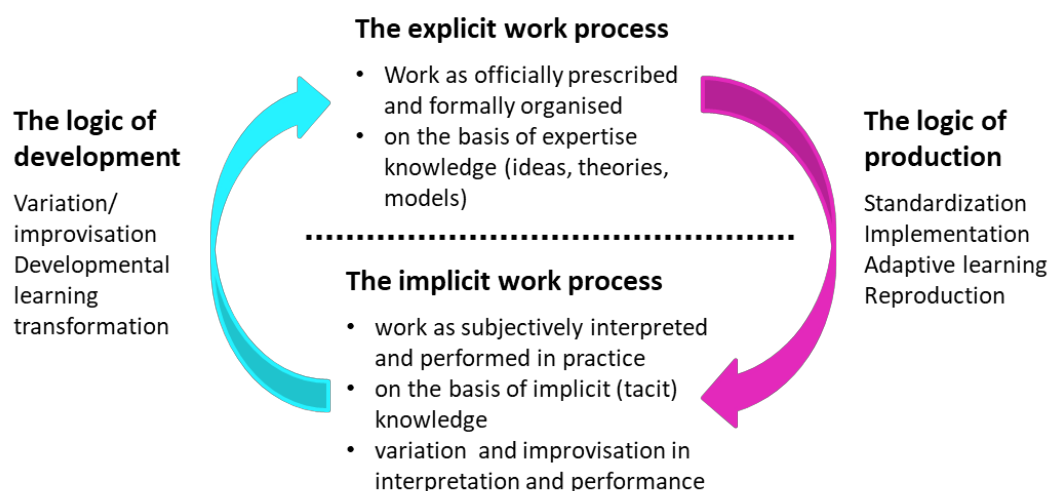 The explicit work process
• Work as officially prescribed
and formally organised
• on the basis of expertise
knowledge (ideas, theories,
models)
The logic of
development
Variation/
improvisation
Developmental
learning
transformation
The logic of
production
Standardization
Implementation
Adaptive learning
Reproduction
The implicit work process
• work as subjectively interpreted
and performed in practice
• on the basis of implicit (tacit)
knowledge
• variation and improvisation in
interpretation and performance